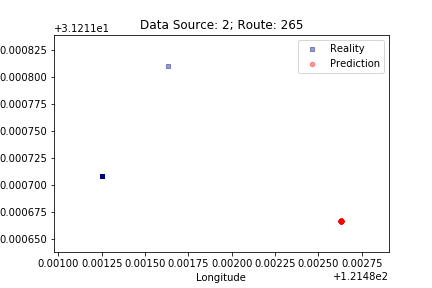 Data Source: 2; Route: 265
+3.1211e1
Reality
Prediction
0.000825
0.000800
0.000775
0.000750
0.000725
0.000700
0.000675
0.000650
0.00100 0.00125 0.00150 0.00175 0.00200 0.00225 0.00250 0.00275
Longitude
+1.2148e2